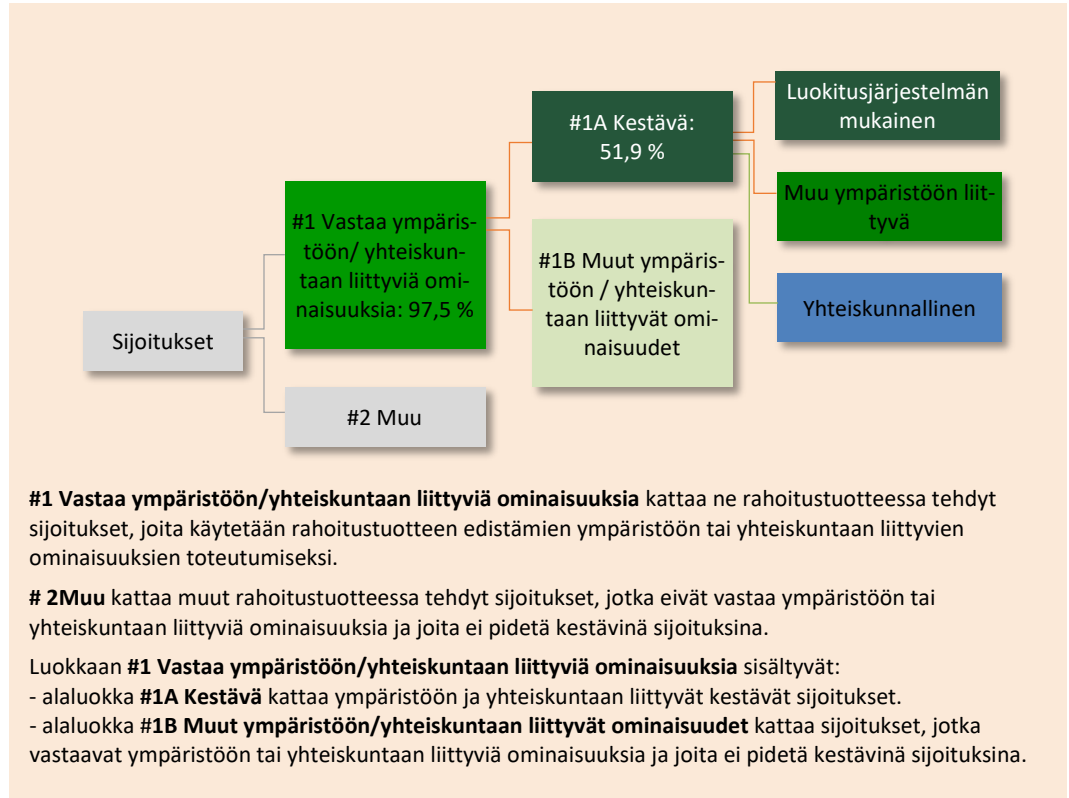 Sijoitukset
#1 Vastaa ympäris-
töön/ yhteiskun-
taan liittyviä omi-
naisuuksia: 97,5 %
#2 Muu
#1A Kestävä:
51,9 %
#1B Muut ympäris-
töön / yhteiskun-
taan liittyvät omi-
naisuudet
Luokitusjärjestelmän
mukainen
Muu ympäristöön liit-
tyvä
Yhteiskunnallinen
#1 Vastaa ympäristöön/yhteiskuntaan liittyviä ominaisuuksia kattaa ne rahoitustuotteessa tehdyt
sijoitukset, joita käytetään rahoitustuotteen edistämien ympäristöön tai yhteiskuntaan liittyvien
ominaisuuksien toteutumiseksi.
# 2Muu kattaa muut rahoitustuotteessa tehdyt sijoitukset, jotka eivät vastaa ympäristöön tai
yhteiskuntaan liittyviä ominaisuuksia ja joita ei pidetä kestävinä sijoituksina.
Luokkaan #1 Vastaa ympäristöön/yhteiskuntaan liittyviä ominaisuuksia sisältyvät:
- alaluokka #1A Kestävä kattaa ympäristöön ja yhteiskuntaan liittyvät kestävät sijoitukset.
- alaluokka #1B Muut ympäristöön/yhteiskuntaan liittyvät ominaisuudet kattaa sijoitukset, jotka
vastaavat ympäristöön tai yhteiskuntaan liittyviä ominaisuuksia ja joita ei pidetä kestävinä sijoituksina.